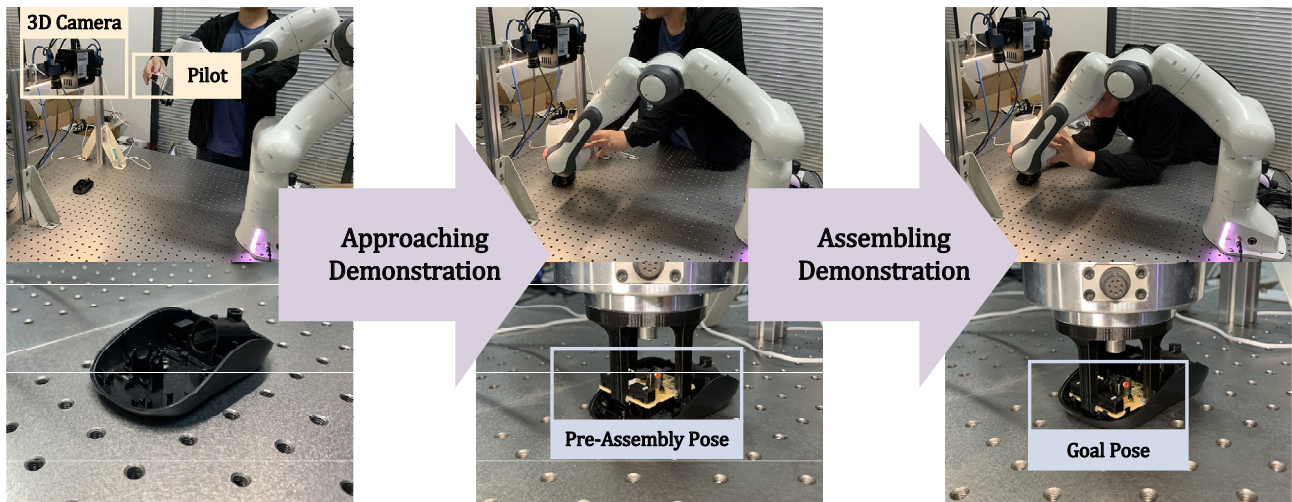 3D Camera
Pilot
Approaching
Demonstration
Assembling
Demonstration
Pre-Assembly Pose
Goal Pose